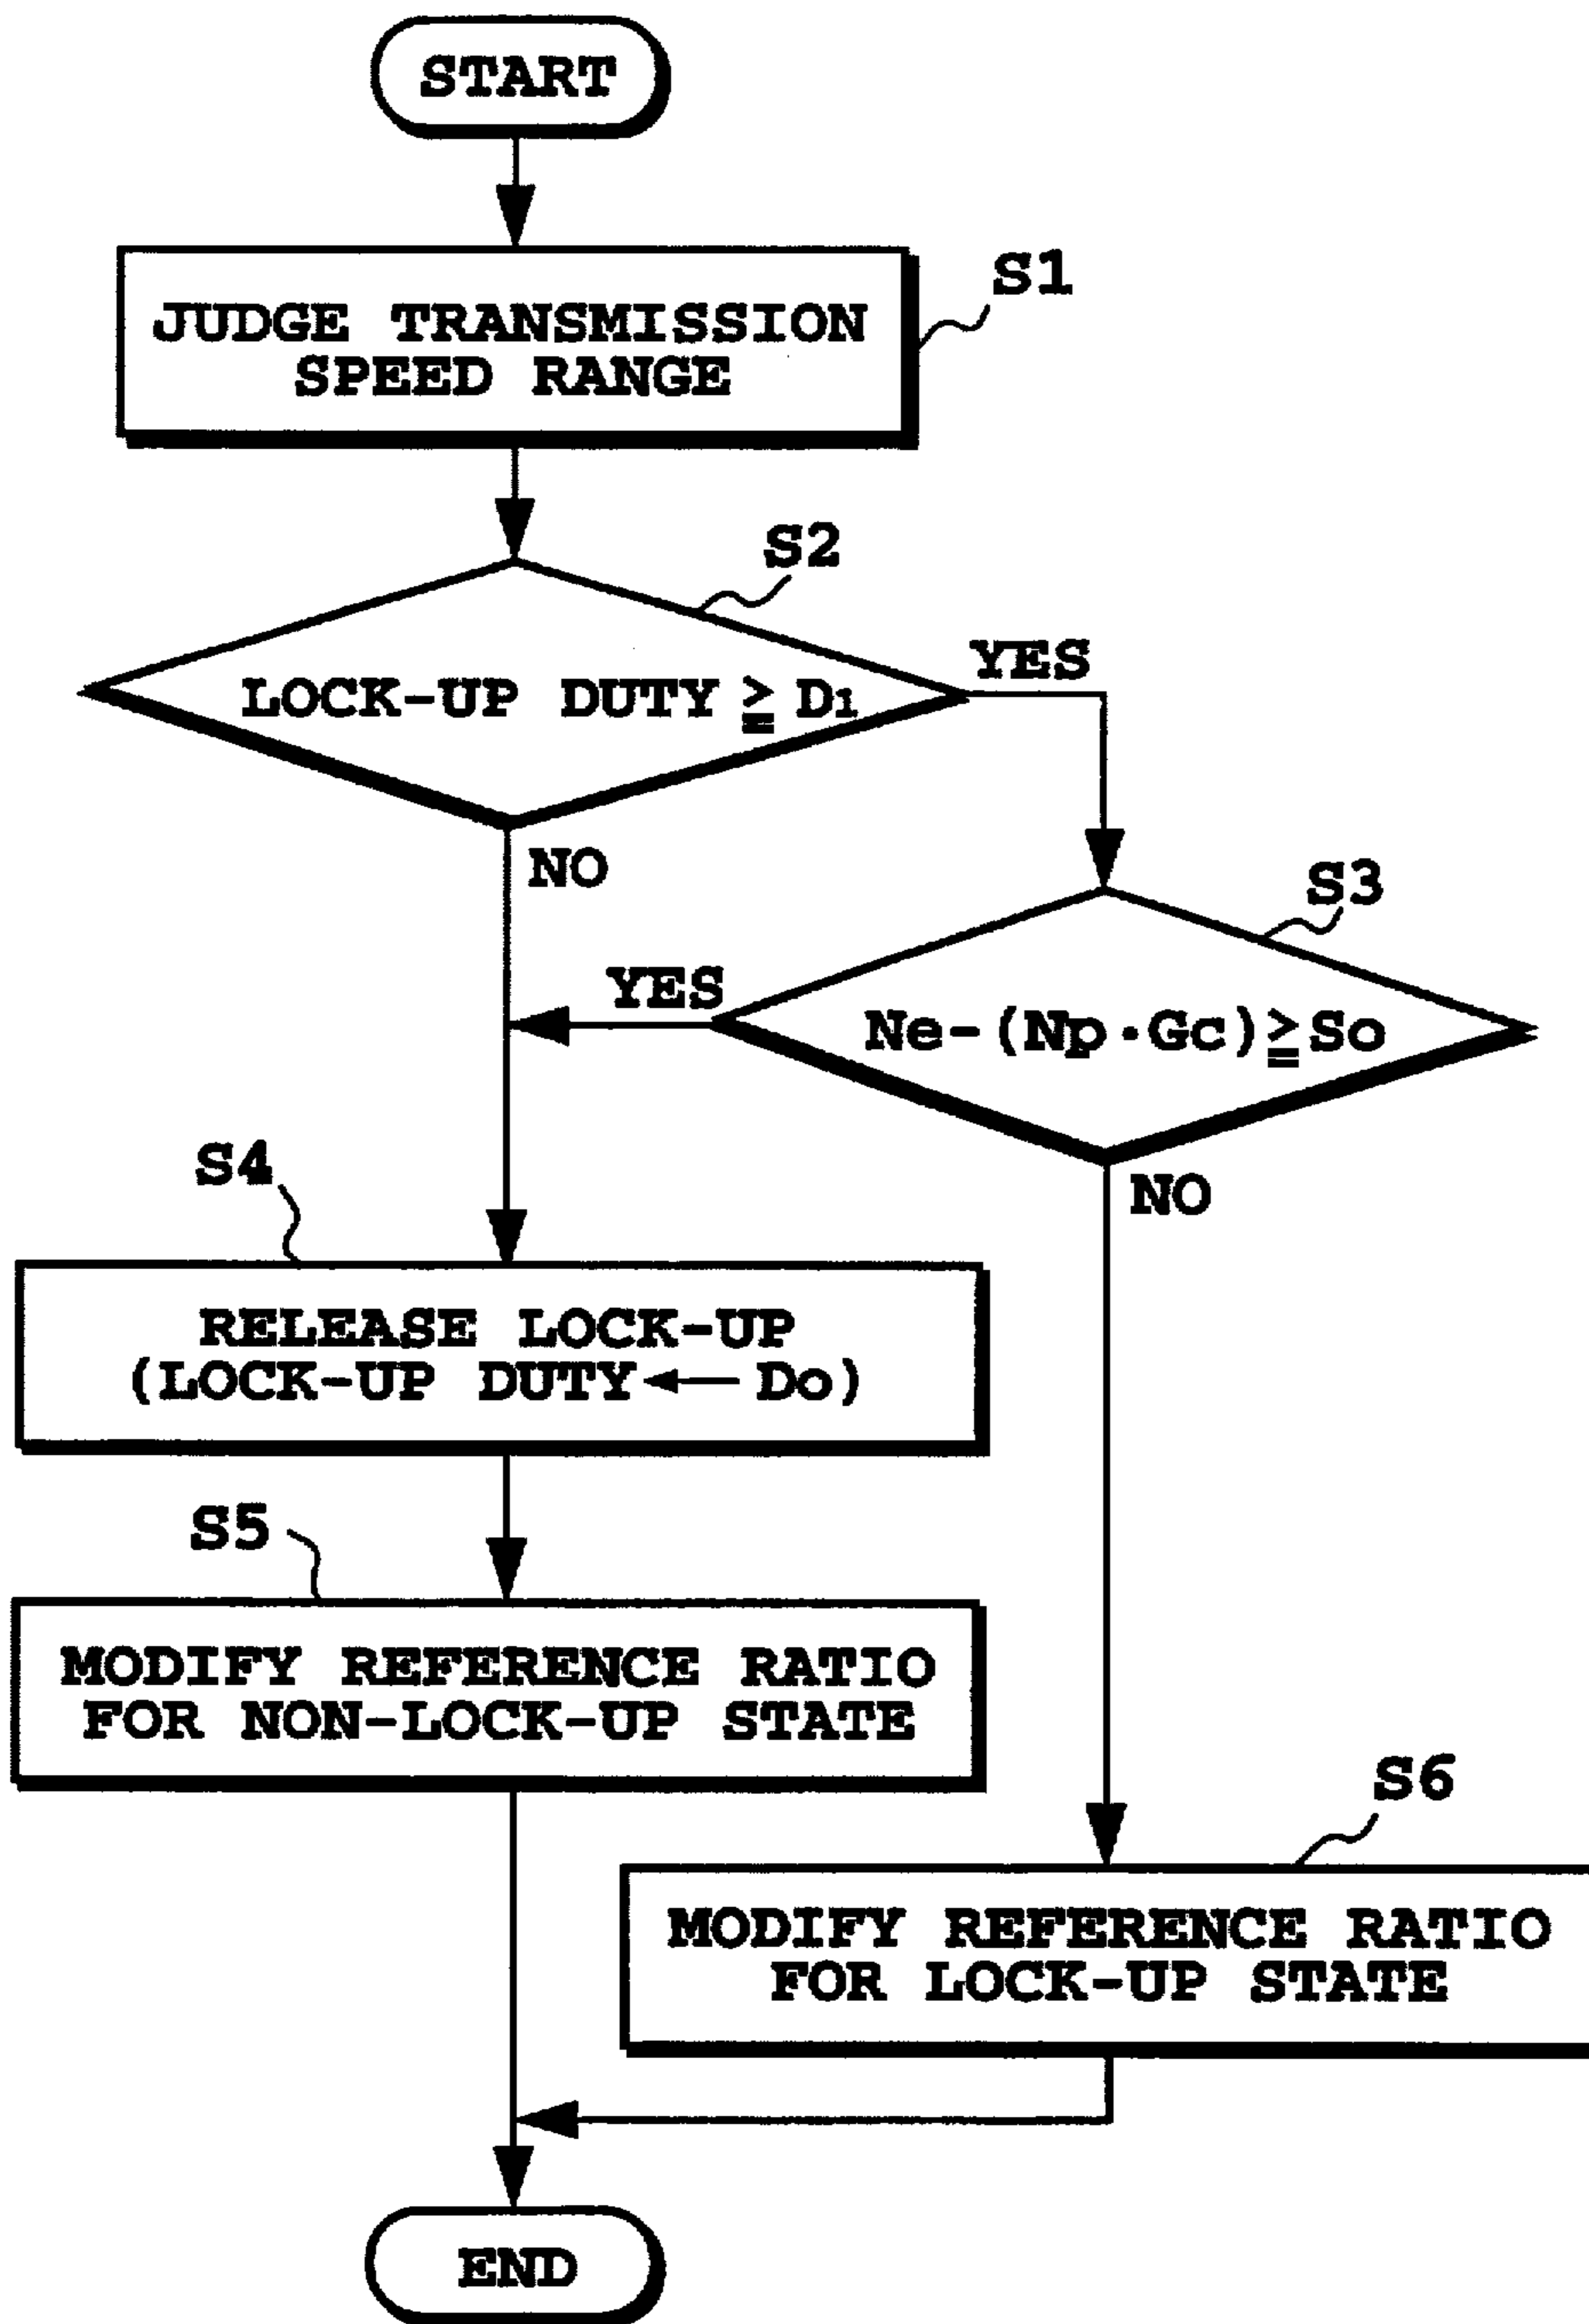 START
S1
JUDGE TRANSMISSION
SPEED RANGE
S2
LOCK-UP DUTY ≧ D1
YES
NO
S3
YES
Ne-(Np·Gc)≧So
NO
S4
RELEASE LOCK-UP
(LOCK-UP DUTY ← Do)
S5
MODIFY REFERENCE RATIO
FOR NON-LOCK-UP STATE
S6
MODIFY REFERENCE RATIO
FOR LOCK-UP STATE
END